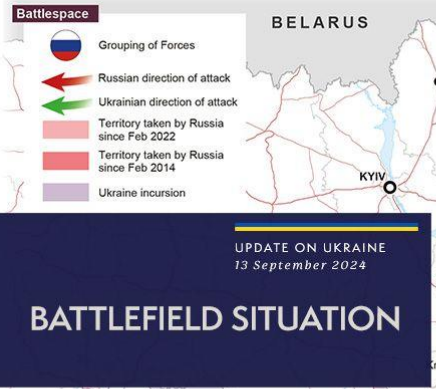 Battlespace
BELARUS
Grouping of Forces
Russian direction of attack
Ukrainian direction of attack
Territory taken by Russia
since Feb 2022
Territory taken by Russia
since Feb 2014
Ukraine incursion
KYIV
UPDATE ON UKRAINE
13 September 2024
BATTLEFIELD SITUATION